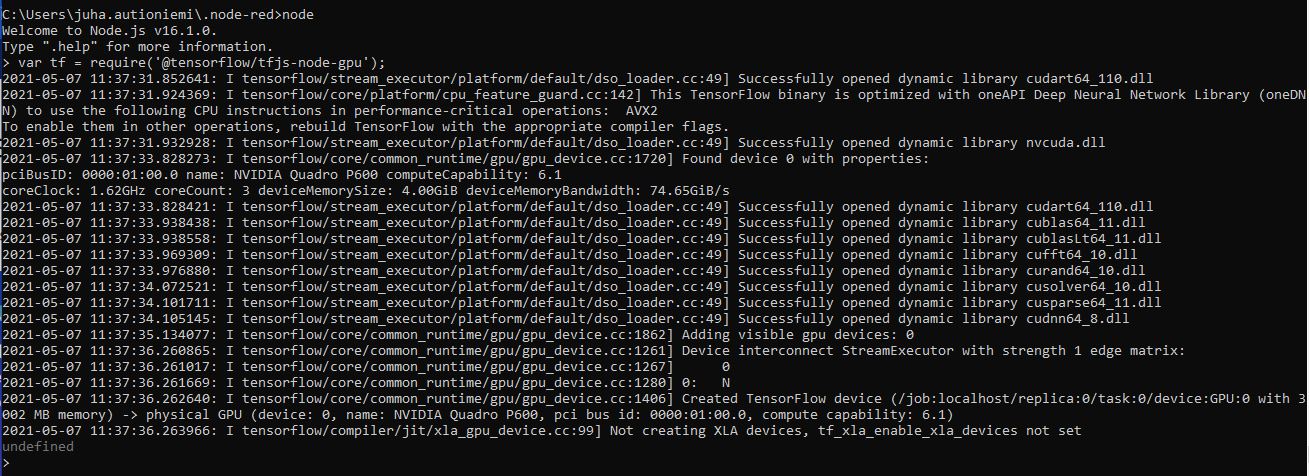 C:\Users\juha.autioniemi\.node-red>node
Welcome to Node.js v16.1.0.
Type ".help" for more information.
> var tf = require('@tensorflow/tfjs-node-gpu');
2021-05-07 11:37:31.852641: I tensorflow/stream_executor/platform/default/dso_loader.cc:49] Successfully opened dynamic library cudart64_110.dll
2021-05-07 11:37:31.924369: I tensorflow/core/platform/cpu_feature_guard.cc:142] This TensorFlow binary is optimized with oneAPI Deep Neural Network Library (oneDN
N) to use the following CPU instructions in performance-critical operations:  AVX2
To enable them in other operations, rebuild TensorFlow with the appropriate compiler flags.
2021-05-07 11:37:31.932928: I tensorflow/stream_executor/platform/default/dso_loader.cc:49] Successfully opened dynamic library nvcuda.dll
2021-05-07 11:37:33.828273: I tensorflow/core/common_runtime/gpu/gpu_device.cc:1720] Found device 0 with properties:
pciBusID: 0000:01:00.0 name: NVIDIA Quadro P600 computeCapability: 6.1
coreClock: 1.62GHz coreCount: 3 deviceMemorySize: 4.00GiB deviceMemoryBandwidth: 74.65GiB/s
2021-05-07 11:37:33.828421: I tensorflow/stream_executor/platform/default/dso_loader.cc:49] Successfully opened dynamic library cudart64_110.dll
2021-05-07 11:37:33.938438: I tensorflow/stream_executor/platform/default/dso_loader.cc:49] Successfully opened dynamic library cublas64_11.dll
2021-05-07 11:37:33.938558: I tensorflow/stream_executor/platform/default/dso_loader.cc:49] Successfully opened dynamic library cublasLt64_11.dll
2021-05-07 11:37:33.969309: I tensorflow/stream_executor/platform/default/dso_loader.cc:49] Successfully opened dynamic library cufft64_10.dll
2021-05-07 11:37:33.976880: I tensorflow/stream_executor/platform/default/dso_loader.cc:49] Successfully opened dynamic library curand64_10.dll
2021-05-07 11:37:34.072521: I tensorflow/stream_executor/platform/default/dso_loader.cc:49] Successfully opened dynamic library cusolver64_10.dll
2021-05-07 11:37:34.101711: I tensorflow/stream_executor/platform/default/dso_loader.cc:49] Successfully opened dynamic library cusparse64_11.dll
2021-05-07 11:37:34.105145: I tensorflow/stream_executor/platform/default/dso_loader.cc:49] Successfully opened dynamic library cudnn64_8.dll
2021-05-07 11:37:35.134077: I tensorflow/core/common_runtime/gpu/gpu_device.cc:1862] Adding visible gpu devices: 0
2021-05-07 11:37:36.260865: I tensorflow/core/common_runtime/gpu/gpu_device.cc:1261] Device interconnect StreamExecutor with strength 1 edge matrix:
2021-05-07 11:37:36.261017: I tensorflow/core/common_runtime/gpu/gpu_device.cc:1267]      0
2021-05-07 11:37:36.261669: I tensorflow/core/common_runtime/gpu/gpu_device.cc:1280] 0:   N
2021-05-07 11:37:36.262640: I tensorflow/core/common_runtime/gpu/gpu_device.cc:1406] Created TensorFlow device (/job:localhost/replica:0/task:0/device:GPU:0 with 3
002 MB memory) -> physical GPU (device: 0, name: NVIDIA Quadro P600, pci bus id: 0000:01:00.0, compute capability: 6.1)
2021-05-07 11:37:36.263966: I tensorflow/compiler/jit/xla_gpu_device.cc:99] Not creating XLA devices, tf_xla_enable_xla_devices not set
undefined
>